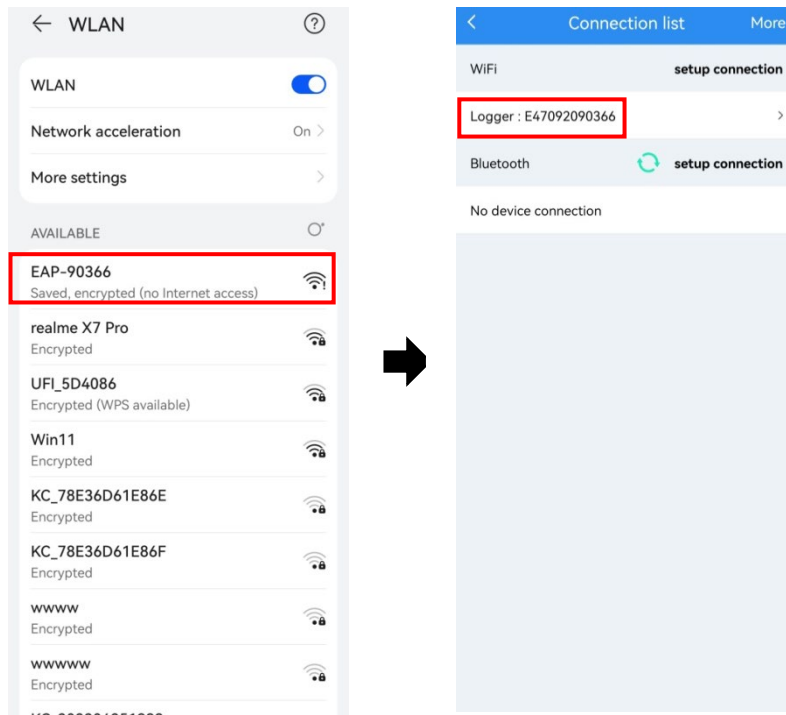 WLAN
WLAN
Network acceleration On
More settings
AVAILABLE
EAP-90366
Saved, encrypted (no Internet access)
realme X7 Pro
Encrypted
UFI_5D4086
Encrypted (WPS available)
Win11
Encrypted
KC_78E36D61E86E
Encrypted
KC_78E36D61E86F
Encrypted
wwww
Encrypted
wwwww
Encrypted
Connection list More
WiFi setup connection
Logger : E47092090366
Bluetooth setup connection
No device connection